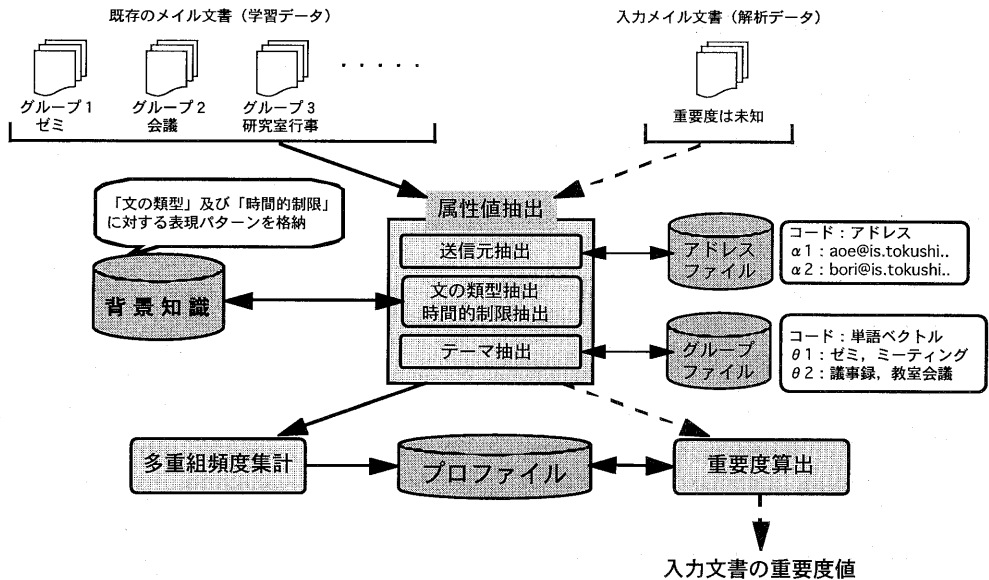 既存のメイル文書（学習データ）
入力メイル文書（解析データ）
グループ１
ゼミ
グループ２
会議
グループ３
研究室行事
・・・・・
重要度は未知
「文の類型」及び「時間的制限」
に対する表現パターンを格納
背景知識
属性値抽出
送信元抽出
文の類型抽出
時間的制限抽出
テーマ抽出
アドレス
ファイル
コード：アドレス
α１：aoe@is.tokushi..
α２：bori@is.tokushi..
グループ
ファイル
コード：単語ベクトル
θ１：ゼミ，ミーティング
θ２：議事録，教室会議
多重組頻度集計
プロファイル
重要度算出
入力文書の重要度値